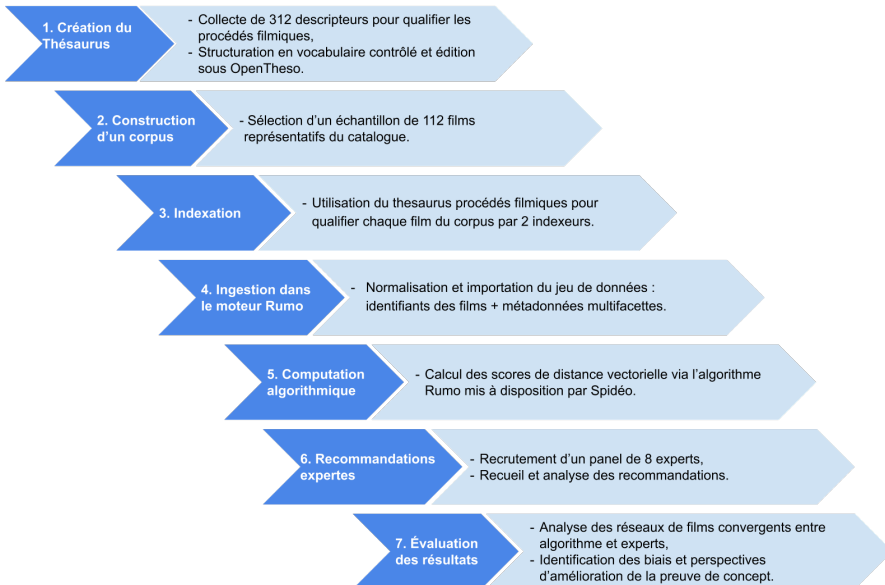 1. Création du
Thésaurus
- Collecte de 312 descripteurs pour qualifier les
procédés filmiques,
- Structuration en vocabulaire contrôlé et édition
sous OpenTheso.
2. Construction
d'un corpus
- Sélection d'un échantillon de 112 films
représentatifs du catalogue.
3. Indexation
- Utilisation du thesaurus procédés filmiques pour
qualifier chaque film du corpus par 2 indexeurs.
4. Ingestion dans
le moteur Rumo
- Normalisation et importation du jeu de données :
identifiants des films + métadonnées multifacettes.
5. Computation
algorithmique
- Calcul des scores de distance vectorielle via l'algorithme
Rumo mis à disposition par Spidéo.
6. Recommandations
expertes
- Recrutement d'un panel de 8 experts,
- Recueil et analyse des recommandations.
7. Évaluation
des résultats
- Analyse des réseaux de films convergents entre
algorithme et experts,
- Identification des biais et perspectives
d'amélioration de la preuve de concept.